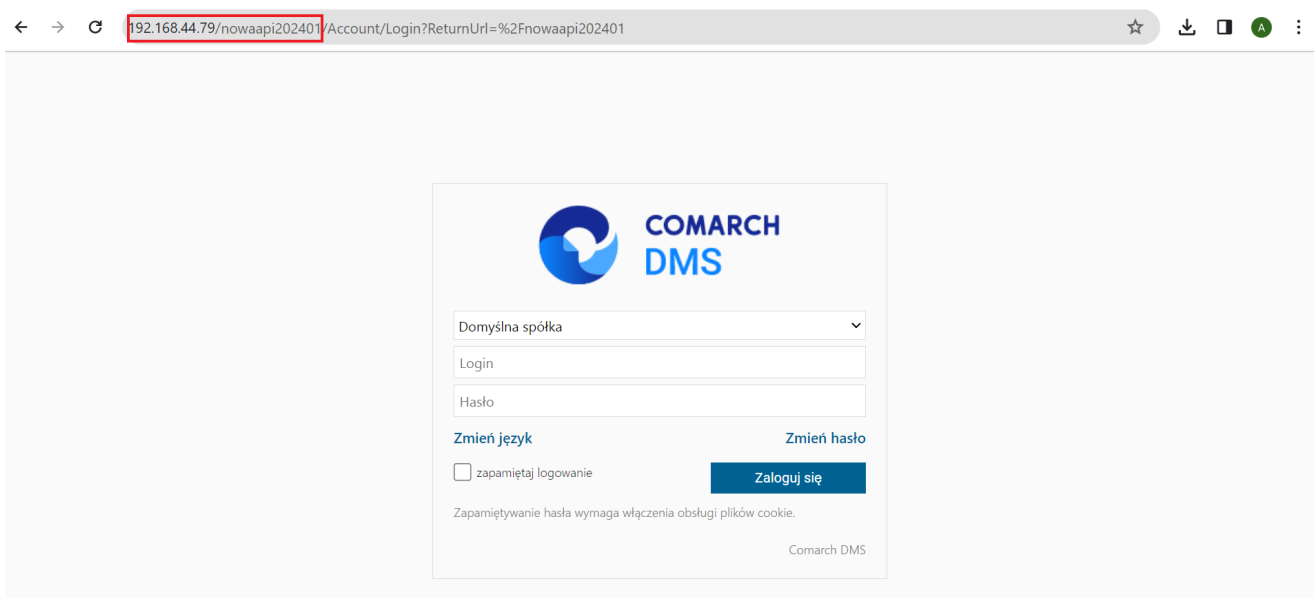 192.168.44.79/nowaapi202401/Account/Login?ReturnUrl=%2Fnowaapi202401
A
COMARCH
DMS
Domyślna spółka
Login
Hasło
Zmień język Zmień hasło
zapamiętaj logowanie Zaloguj się
Zapamiętywanie hasła wymaga włączenia obsługi plików cookie.
Comarch DMS